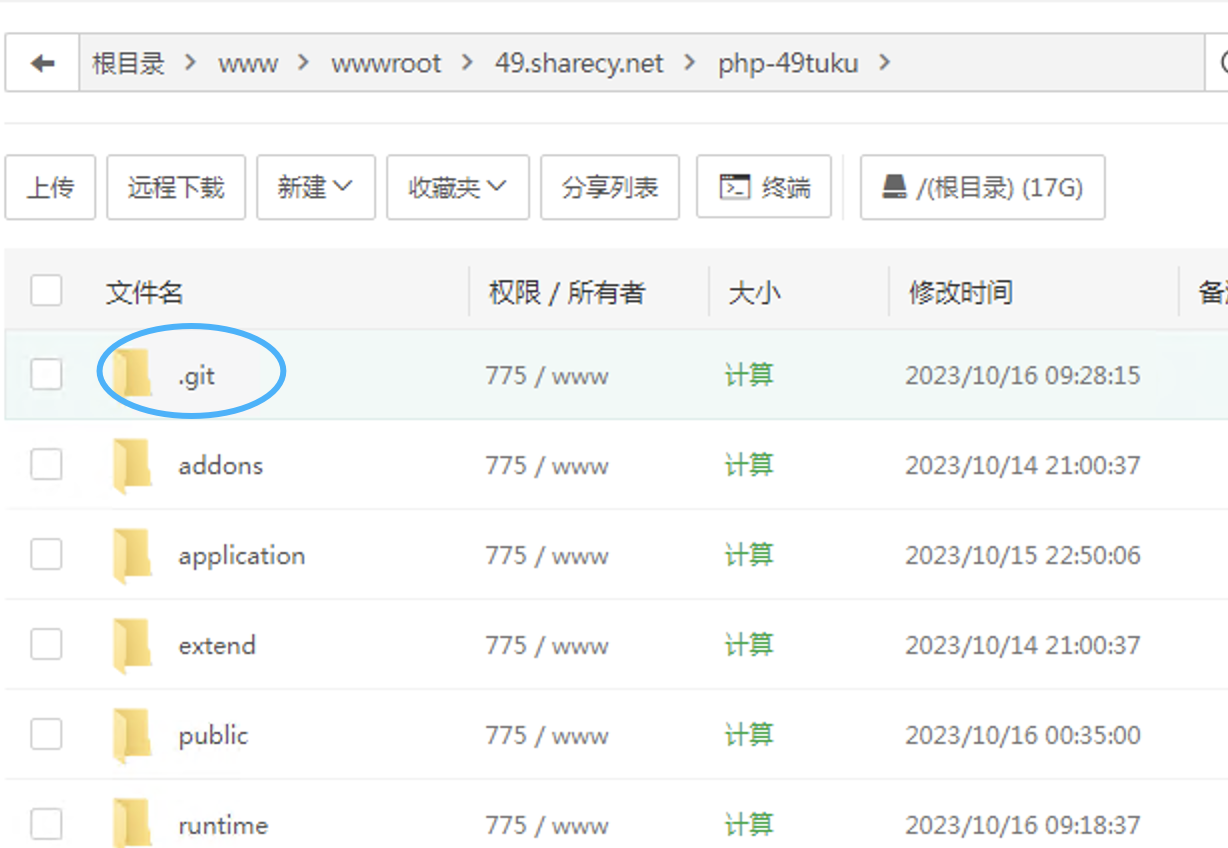 根目录 > www > wwwroot > 49.sharecy.net > php-49tuku >
上传 远程下载 新建 收藏夹 分享列表 终端 /(根目录) (17G)
文件名 权限 / 所有者 大小 修改时间
.git 775 / www 计算 2023/10/16 09:28:15
addons 775 / www 计算 2023/10/14 21:00:37
application 775 / www 计算 2023/10/15 22:50:06
extend 775 / www 计算 2023/10/14 21:00:37
public 775 / www 计算 2023/10/16 00:35:00
runtime 775 / www 计算 2023/10/16 09:18:37